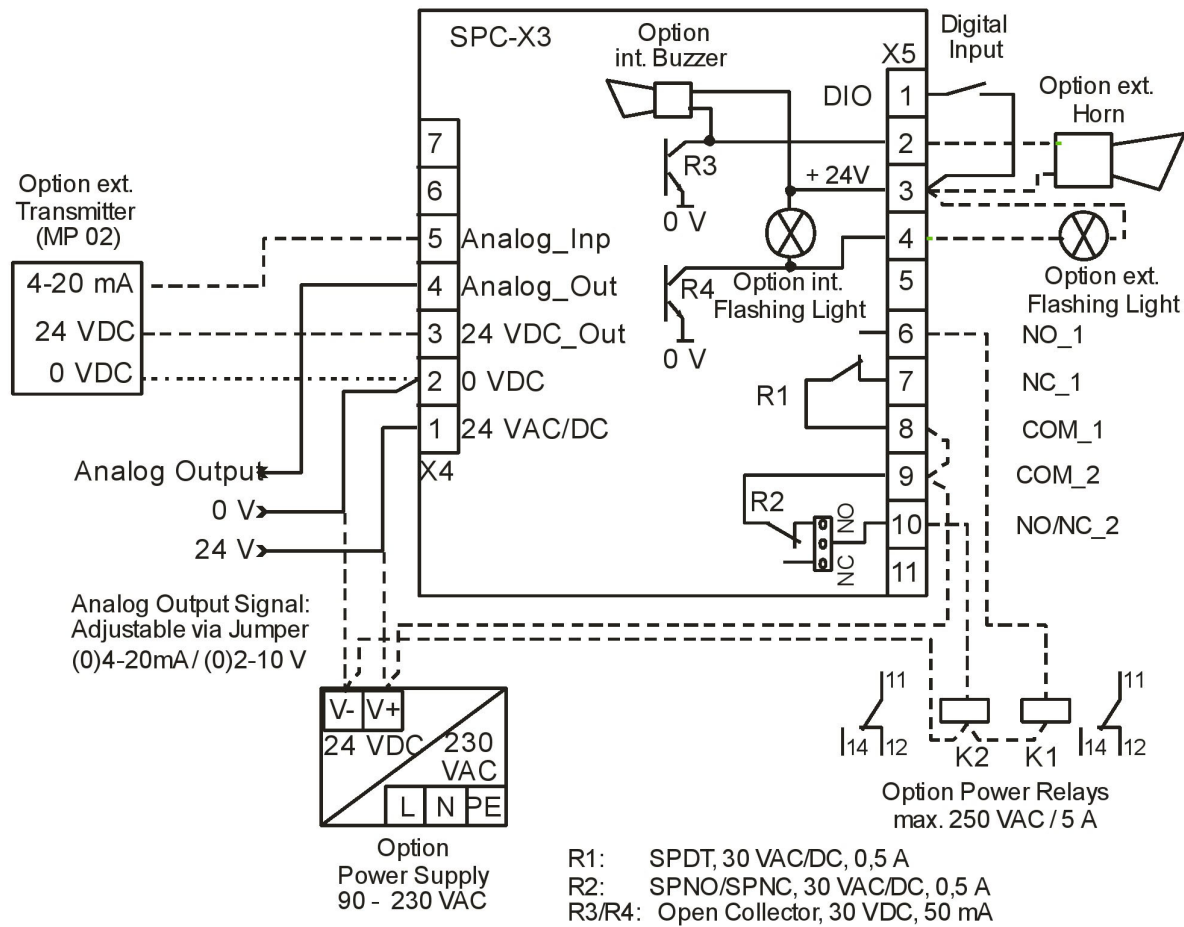 SPC-X3
Option
int. Buzzer
X5
Digital
Input
DIO
1
Option ext.
Horn
2
R3
0 V
+ 24V
3
4
R4
0 V
Option int.
Flashing Light
Option ext.
Flashing Light
5
6
NO_1
R1
7
NC_1
8
COM_1
9
COM_2
R2
NO
NC
10
NO/NC_2
11
7
6
5
Analog_Inp
4
Analog_Out
3
24 VDC_Out
2
0 VDC
1
24 VAC/DC
X4
Option ext.
Transmitter
(MP 02)
4-20 mA
24 VDC
0 VDC
Analog Output
0 V
24 V
Analog Output Signal:
Adjustable via Jumper
(0)4-20mA / (0)2-10 V
V- V+
24 VDC
230
VAC
L N PE
Option
Power Supply
90 - 230 VAC
11
14 12
K2 K1
11
14 12
Option Power Relays
max. 250 VAC / 5 A
R1: SPDT, 30 VAC/DC, 0,5 A
R2: SPNO/SPNC, 30 VAC/DC, 0,5 A
R3/R4: Open Collector, 30 VDC, 50 mA